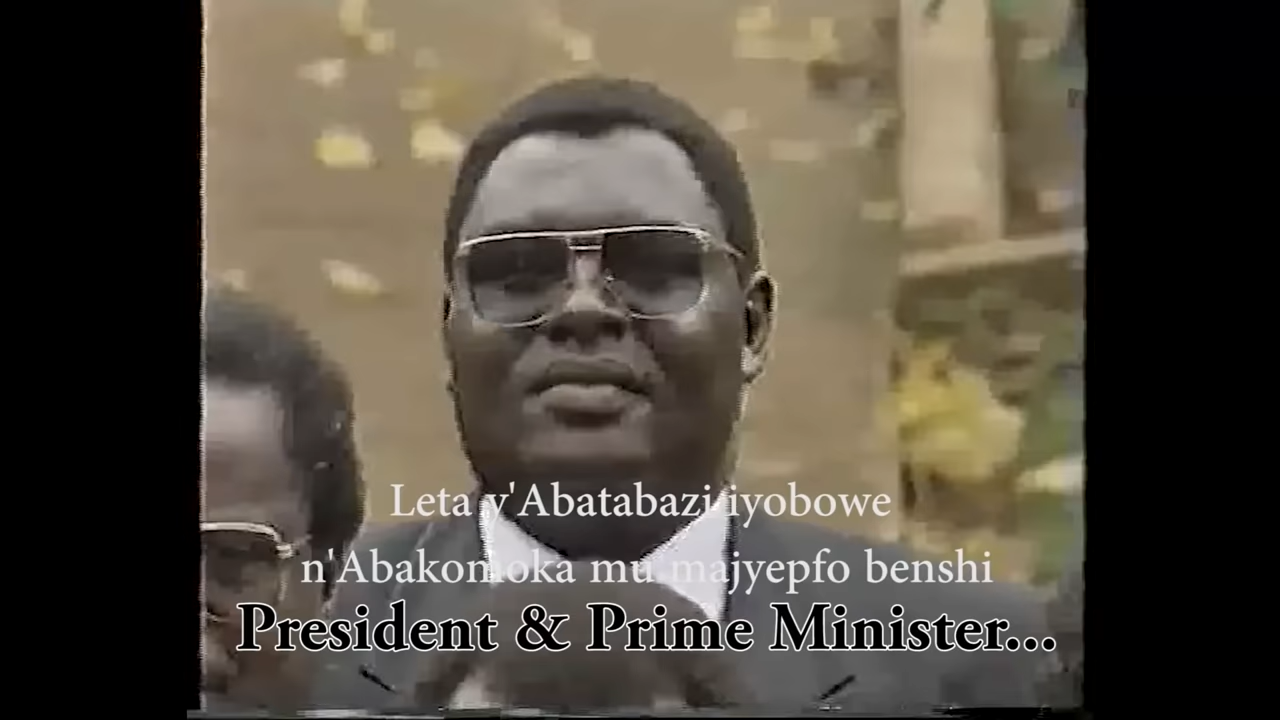 Leta y'Abatabazi iyobowe
n'Abakomoka mu majyepfo benshi
President & Prime Minister...